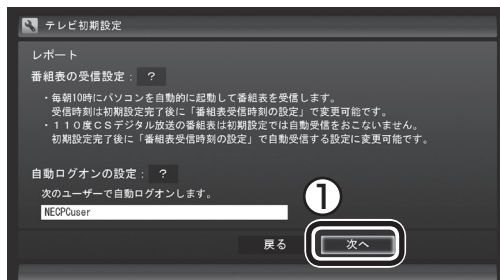 テレビ初期設定
レポート
番組表の受信設定: ?
・毎朝10時にパソコンを自動的に起動して番組表を受信します。
受信時刻は初期設定完了後に「番組表受信時刻の設定」で変更可能です。
・110度CSデジタル放送の番組表は初期設定では自動受信をおこないません。
初期設定完了後に「番組表受信時刻の設定」で自動受信する設定に変更可能です。
自動ログオンの設定: ?
次のユーザーで自動ログオンします。
NECPCuser
①
戻る 次へ